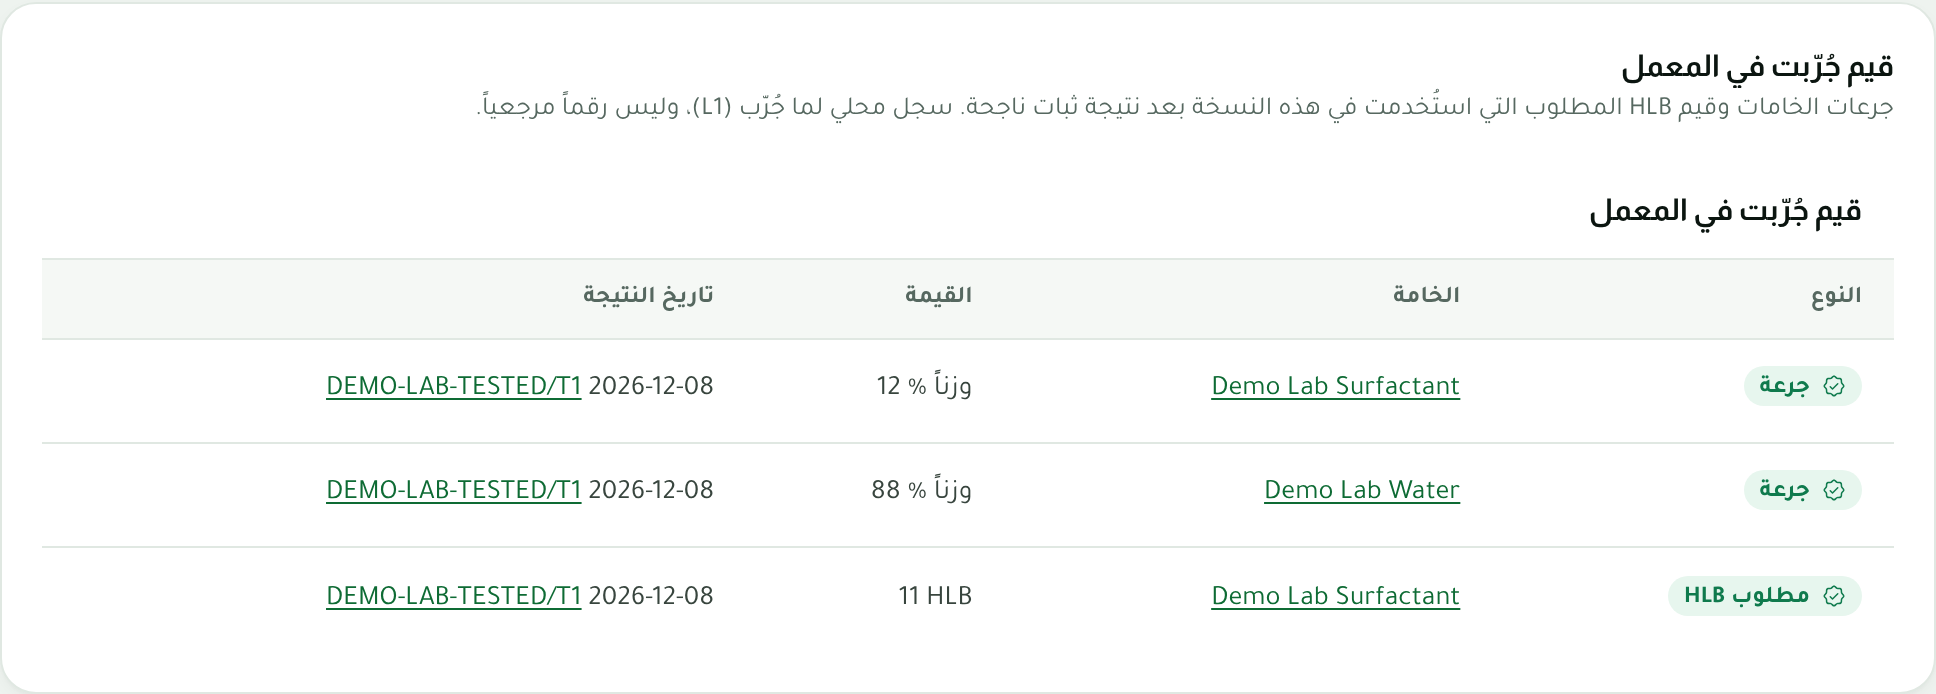 قيم جُرّبت في المعمل
جرعات الخامات وقيم HLB المطلوب التي استُخدمت في هذه النسخة بعد نتيجة ثبات ناجحة. سجل محلي لما جُرّب (L1)، وليس رقماً مرجعياً.
قيم جُرّبت في المعمل
النوع الخامة القيمة تاريخ النتيجة
جرعة Demo Lab Surfactant 12 % وزناً 2026-12-08 DEMO-LAB-TESTED/T1
جرعة Demo Lab Water 88 % وزناً 2026-12-08 DEMO-LAB-TESTED/T1
HLB مطلوب Demo Lab Surfactant 11 HLB 2026-12-08 DEMO-LAB-TESTED/T1